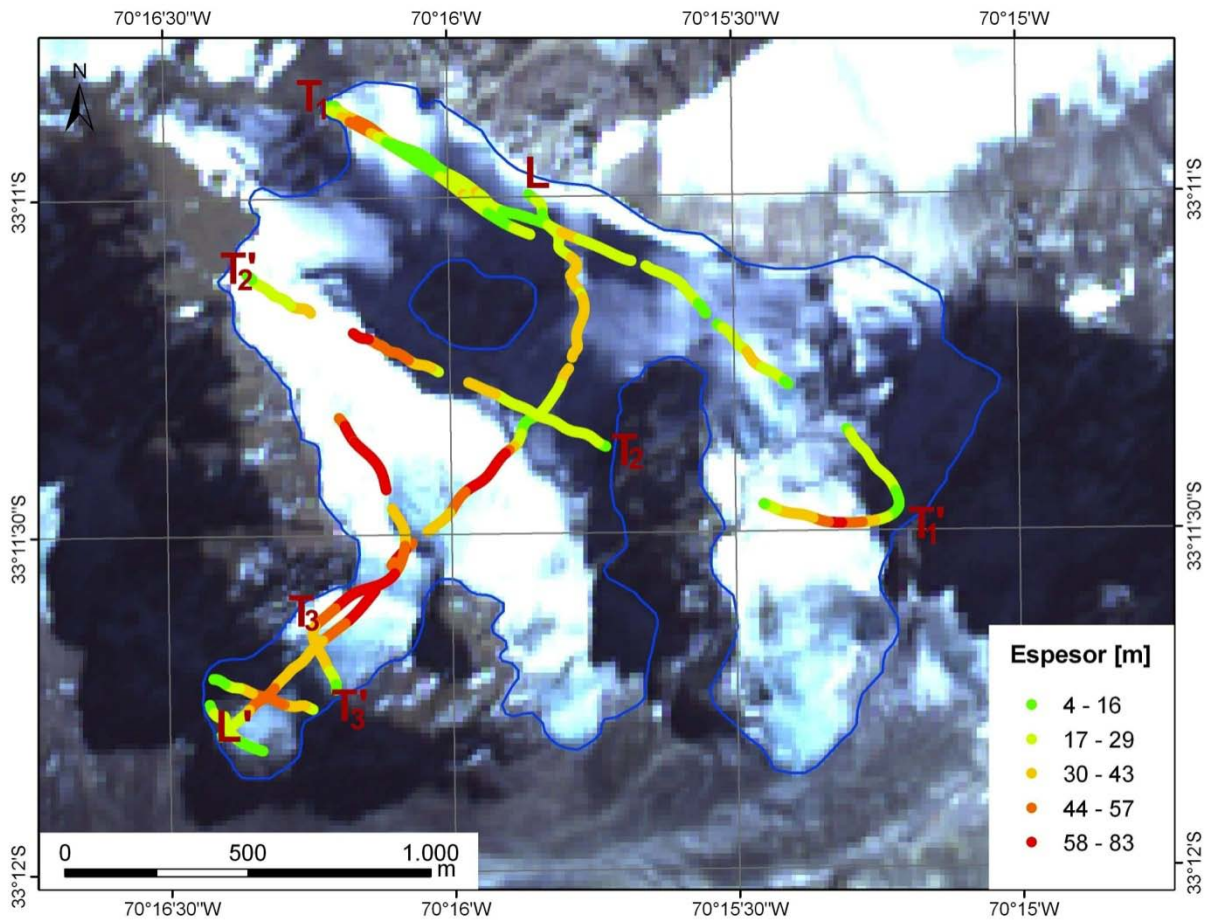 70°16'30"W 70°16'W 70°15'30"W 70°15'W
N
T1
L
33°11'S 33°11'S
T2'
T2
T1'
33°11'30"S 33°11'30"S
T3
T3'
L'
Espesor [m]
4 - 16
17 - 29
30 - 43
44 - 57
58 - 83
0 500 1.000
m
33°12'S 33°12'S
70°16'30"W 70°16'W 70°15'30"W 70°15'W